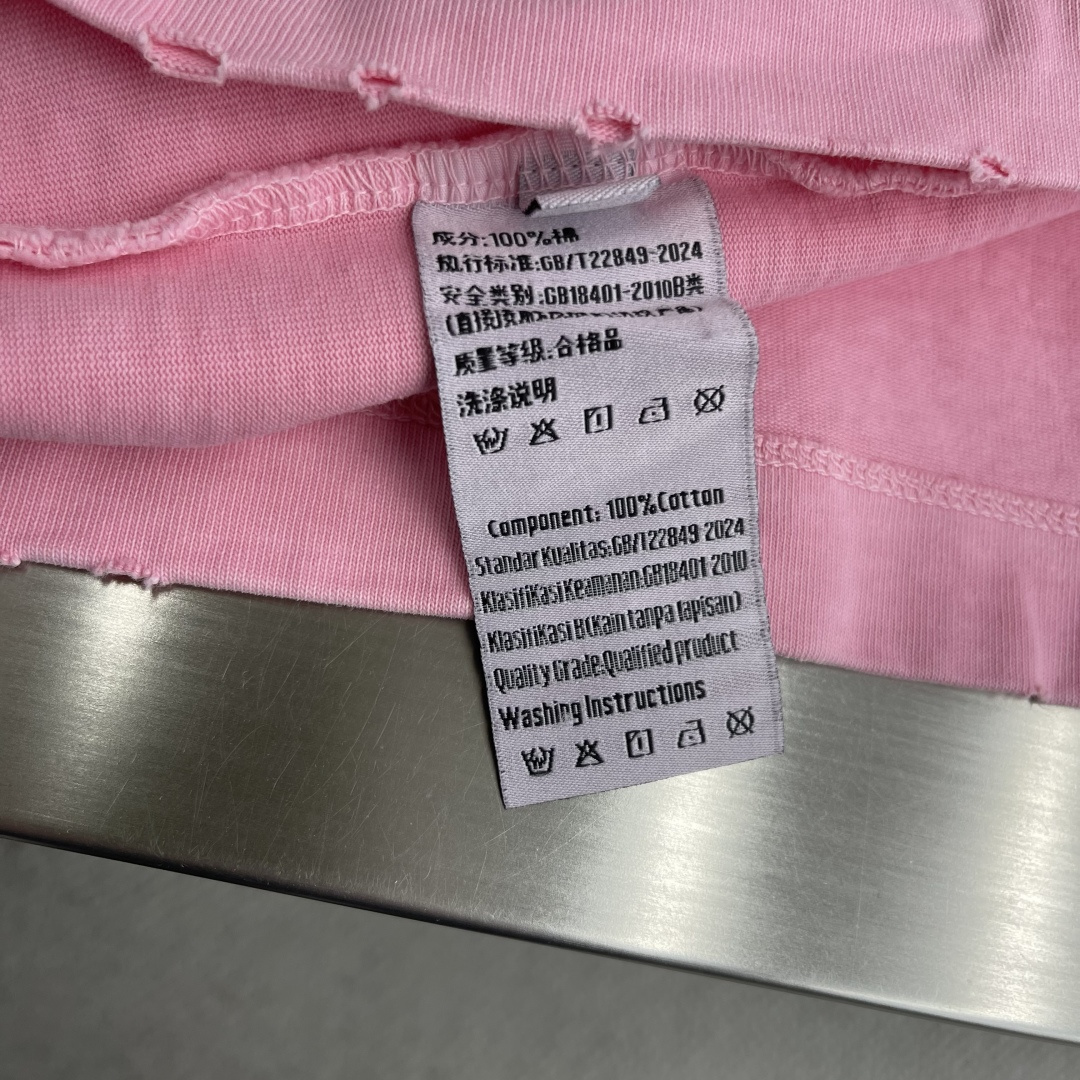 成分:100%棉
执行标准:GB/T22849-2024
安全类别:GB18401-2010B类
质量等级:合格品
洗涤说明
Component: 100%Cotton
Standar Kualitas:GB/T22849-2024
KlasifiKasi Keamanan:GB18401-2010
KlasifiKasi B(Kain tanpa lapisan)
Quality Grade:Qualified product
Washing Instructions